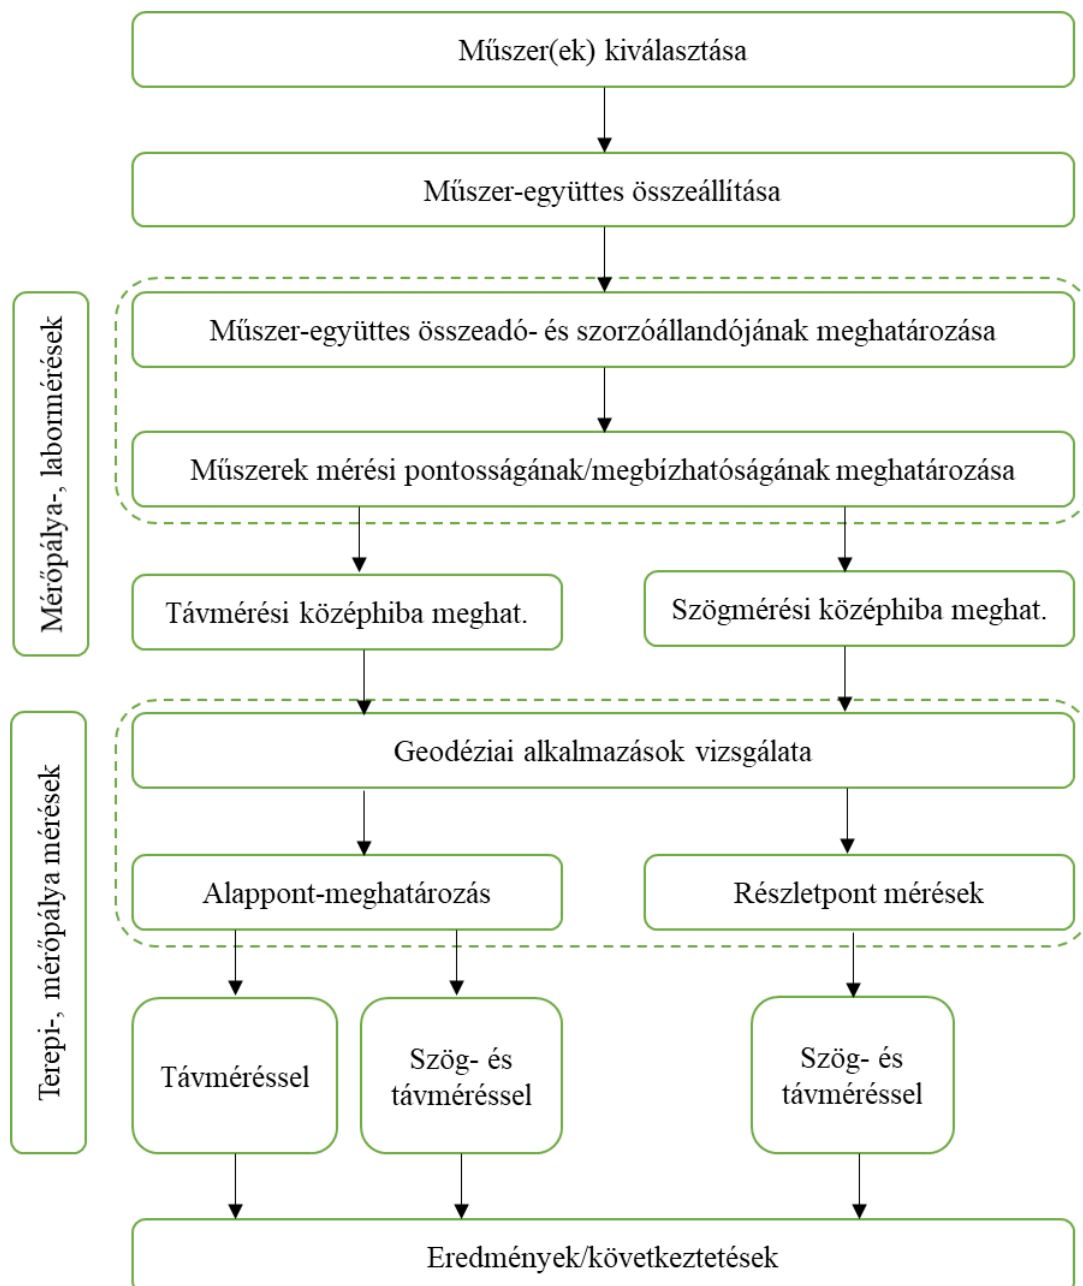 Műszer(ek) kiválasztása
Műszer-együttes összeállítása
Mérőpálya-, labormérések
Műszer-együttes összeadó- és szorzóállandójának meghatározása
Műszerek mérési pontosságának/megbízhatóságának meghatározása
Távmérési középhiba meghat.
Szögmérési középhiba meghat.
Terepi-, mérőpálya mérések
Geodéziai alkalmazások vizsgálata
Alappont-meghatározás
Részletpont mérések
Távméréssel
Szög- és
távméréssel
Szög- és
távméréssel
Eredmények/következtetések